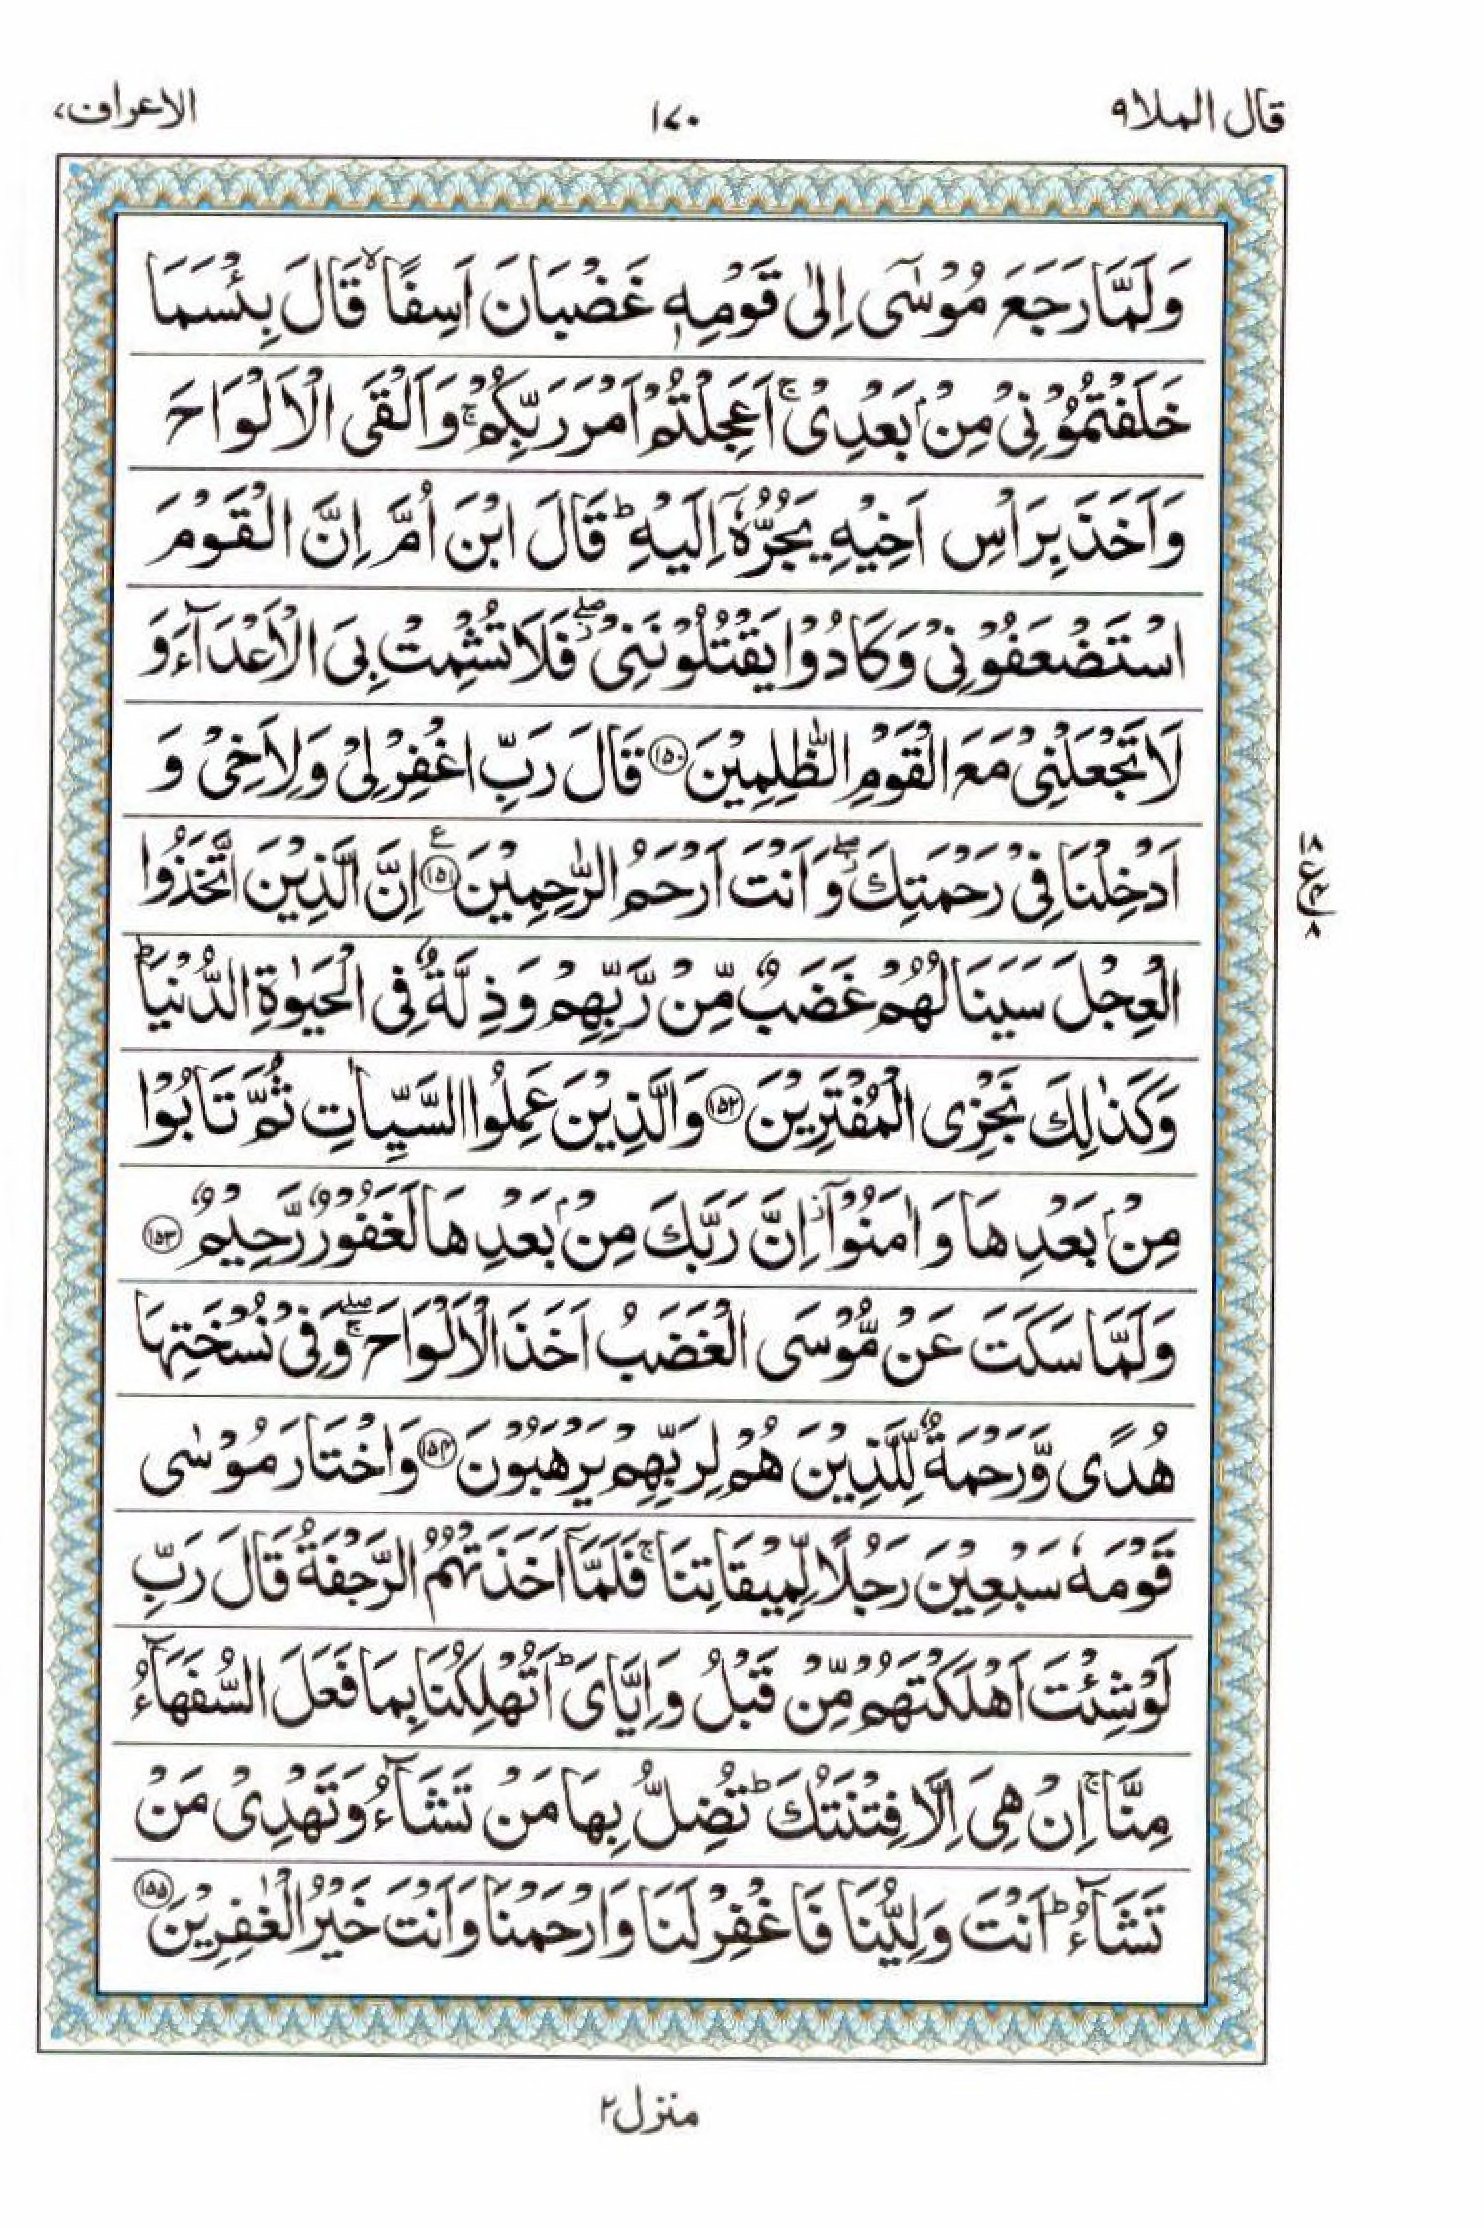 قال الملا ٩
١٧٠
الاعراف ٧
وَلَمَّا رَجَعَ مُوْسٰٓى اِلٰى قَوْمِهٖ غَضْبَانَ اَسِفًا ۙ قَالَ بِئْسَمَا
خَلَفْتُمُوْنِيْ مِنْۢ بَعْدِيْ ۚ اَعَجِلْتُمْ اَمْرَ رَبِّكُمْ ۚ وَاَلْقَى الْاَلْوَاحَ
وَاَخَذَ بِرَاْسِ اَخِيْهِ يَجُرُّهٗٓ اِلَيْهِ ؕ قَالَ ابْنَ اُمَّ اِنَّ الْقَوْمَ
اسْتَضْعَفُوْنِيْ وَكَادُوْا يَقْتُلُوْنَنِيْ ۖ فَلَا تُشْمِتْ بِيَ الْاَعْدَآءَ وَ
لَا تَجْعَلْنِيْ مَعَ الْقَوْمِ الظّٰلِمِيْنَ ١٥٠ قَالَ رَبِّ اغْفِرْ لِيْ وَلِاَخِيْ وَ
اَدْخِلْنَا فِيْ رَحْمَتِكَ ۖ وَاَنْتَ اَرْحَمُ الرّٰحِمِيْنَ ١٥١ ع اِنَّ الَّذِيْنَ اتَّخَذُوا
١٨
ع
٨
الْعِجْلَ سَيَنَالُهُمْ غَضَبٌ مِّنْ رَّبِّهِمْ وَذِلَّةٌ فِي الْحَيٰوةِ الدُّنْيَا ؕ
وَكَذٰلِكَ نَجْزِي الْمُفْتَرِيْنَ ١٥٢ وَالَّذِيْنَ عَمِلُوا السَّيِّاٰتِ ثُمَّ تَابُوْا
مِنْۢ بَعْدِهَا وَاٰمَنُوْٓا اِنَّ رَبَّكَ مِنْۢ بَعْدِهَا لَغَفُوْرٌ رَّحِيْمٌ ١٥٣
وَلَمَّا سَكَتَ عَنْ مُّوْسَى الْغَضَبُ اَخَذَ الْاَلْوَاحَ ۖۚ وَفِيْ نُسْخَتِهَا
هُدًى وَّرَحْمَةٌ لِّلَّذِيْنَ هُمْ لِرَبِّهِمْ يَرْهَبُوْنَ ١٥٤ وَاخْتَارَ مُوْسٰى
قَوْمَهٗ سَبْعِيْنَ رَجُلًا لِّمِيْقَاتِنَا ۚ فَلَمَّآ اَخَذَتْهُمُ الرَّجْفَةُ قَالَ رَبِّ
لَوْ شِئْتَ اَهْلَكْتَهُمْ مِّنْ قَبْلُ وَاِيَّايَ ؕ اَتُهْلِكُنَا بِمَا فَعَلَ السُّفَهَآءُ
مِنَّا ۚ اِنْ هِيَ اِلَّا فِتْنَتُكَ ؕ تُضِلُّ بِهَا مَنْ تَشَآءُ وَتَهْدِيْ مَنْ
تَشَآءُ ؕ اَنْتَ وَلِيُّنَا فَاغْفِرْ لَنَا وَارْحَمْنَا وَاَنْتَ خَيْرُ الْغٰفِرِيْنَ ١٥٥
منزل ٢